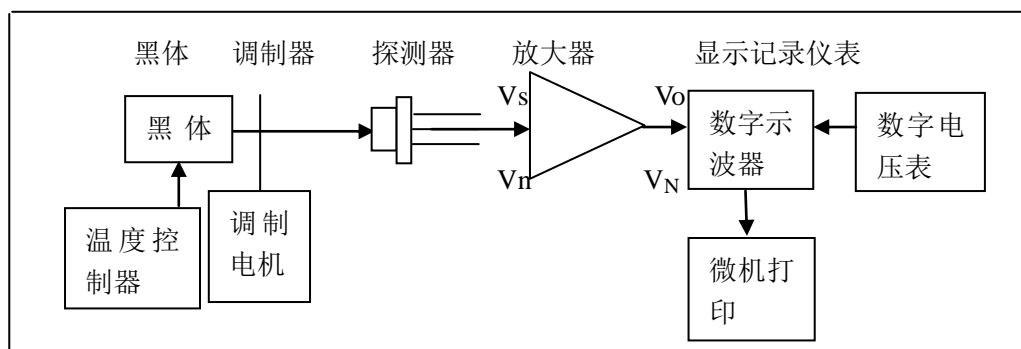 黑体 调制器 探测器 放大器 显示记录仪表
Vs Vo
黑 体
数字示
波器
数字电
压表
Vn V_N
温度控
制器
调制
电机
微机打
印